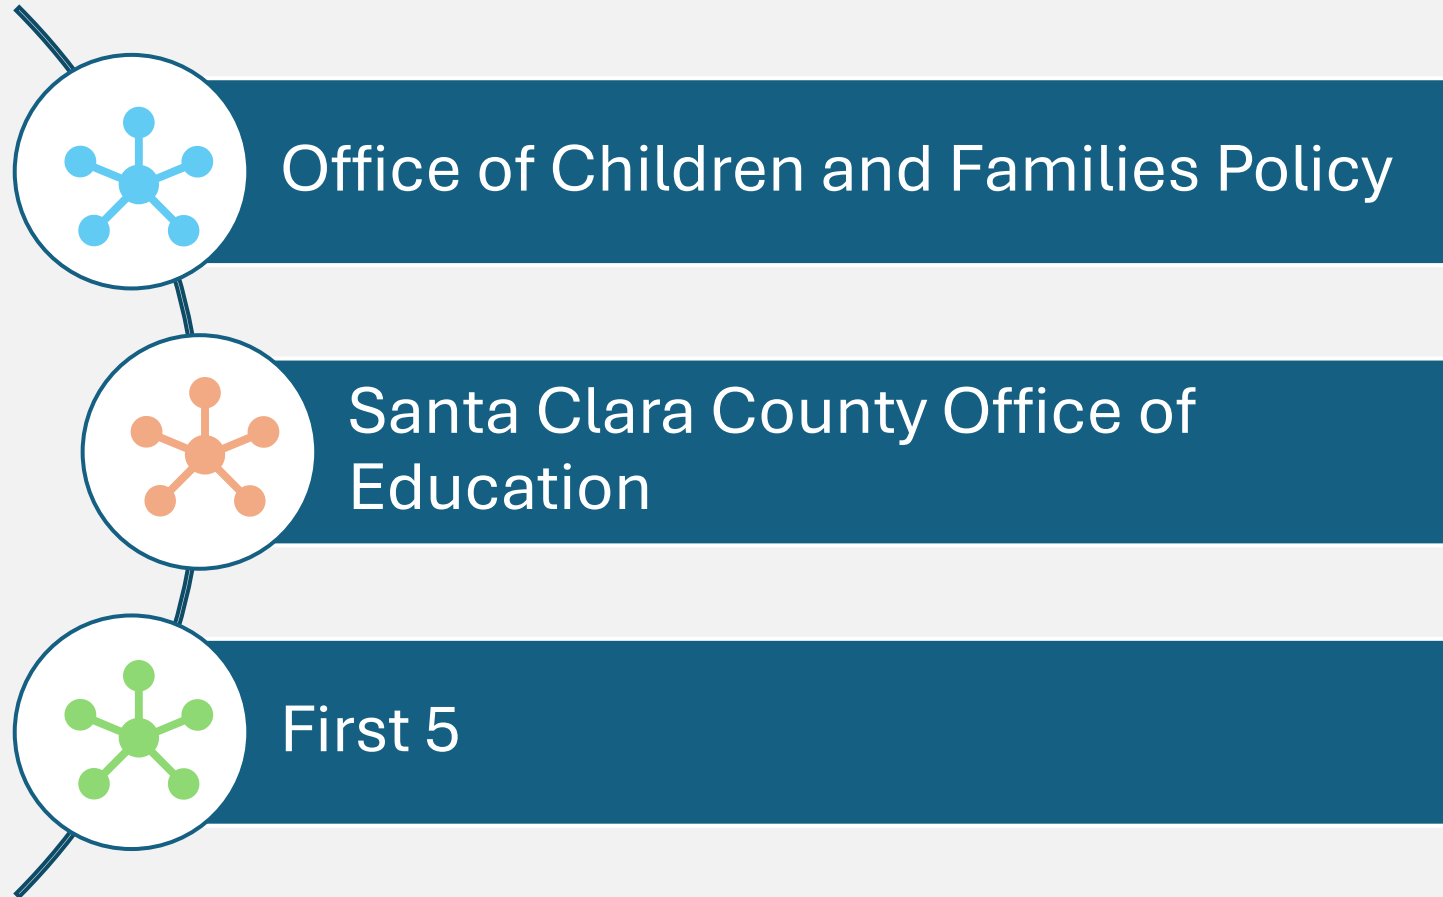 Office of Children and Families Policy
Santa Clara County Office of
Education
First 5